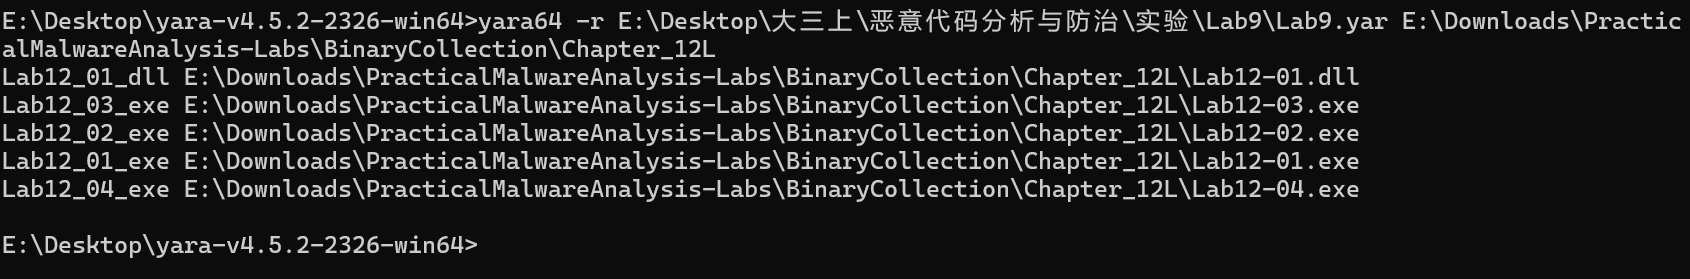 E:\Desktop\yara-v4.5.2-2326-win64>yara64 -r E:\Desktop\大三上\恶意代码分析与防治\实验\Lab9\Lab9.yar E:\Downloads\Practic
alMalwareAnalysis-Labs\BinaryCollection\Chapter_12L
Lab12_01_dll E:\Downloads\PracticalMalwareAnalysis-Labs\BinaryCollection\Chapter_12L\Lab12-01.dll
Lab12_03_exe E:\Downloads\PracticalMalwareAnalysis-Labs\BinaryCollection\Chapter_12L\Lab12-03.exe
Lab12_02_exe E:\Downloads\PracticalMalwareAnalysis-Labs\BinaryCollection\Chapter_12L\Lab12-02.exe
Lab12_01_exe E:\Downloads\PracticalMalwareAnalysis-Labs\BinaryCollection\Chapter_12L\Lab12-01.exe
Lab12_04_exe E:\Downloads\PracticalMalwareAnalysis-Labs\BinaryCollection\Chapter_12L\Lab12-04.exe
E:\Desktop\yara-v4.5.2-2326-win64>